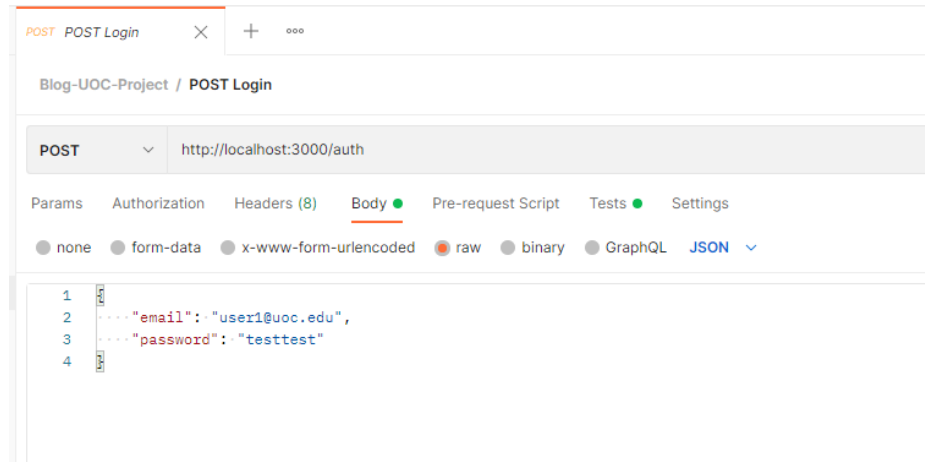 POST POST Login
Blog-UOC-Project / POST Login
POST http://localhost:3000/auth
Params Authorization Headers (8) Body Pre-request Script Tests Settings
none form-data x-www-form-urlencoded raw binary GraphQL JSON
1 {
2 "email": "user1@uoc.edu",
3 "password": "testtest"
4 }